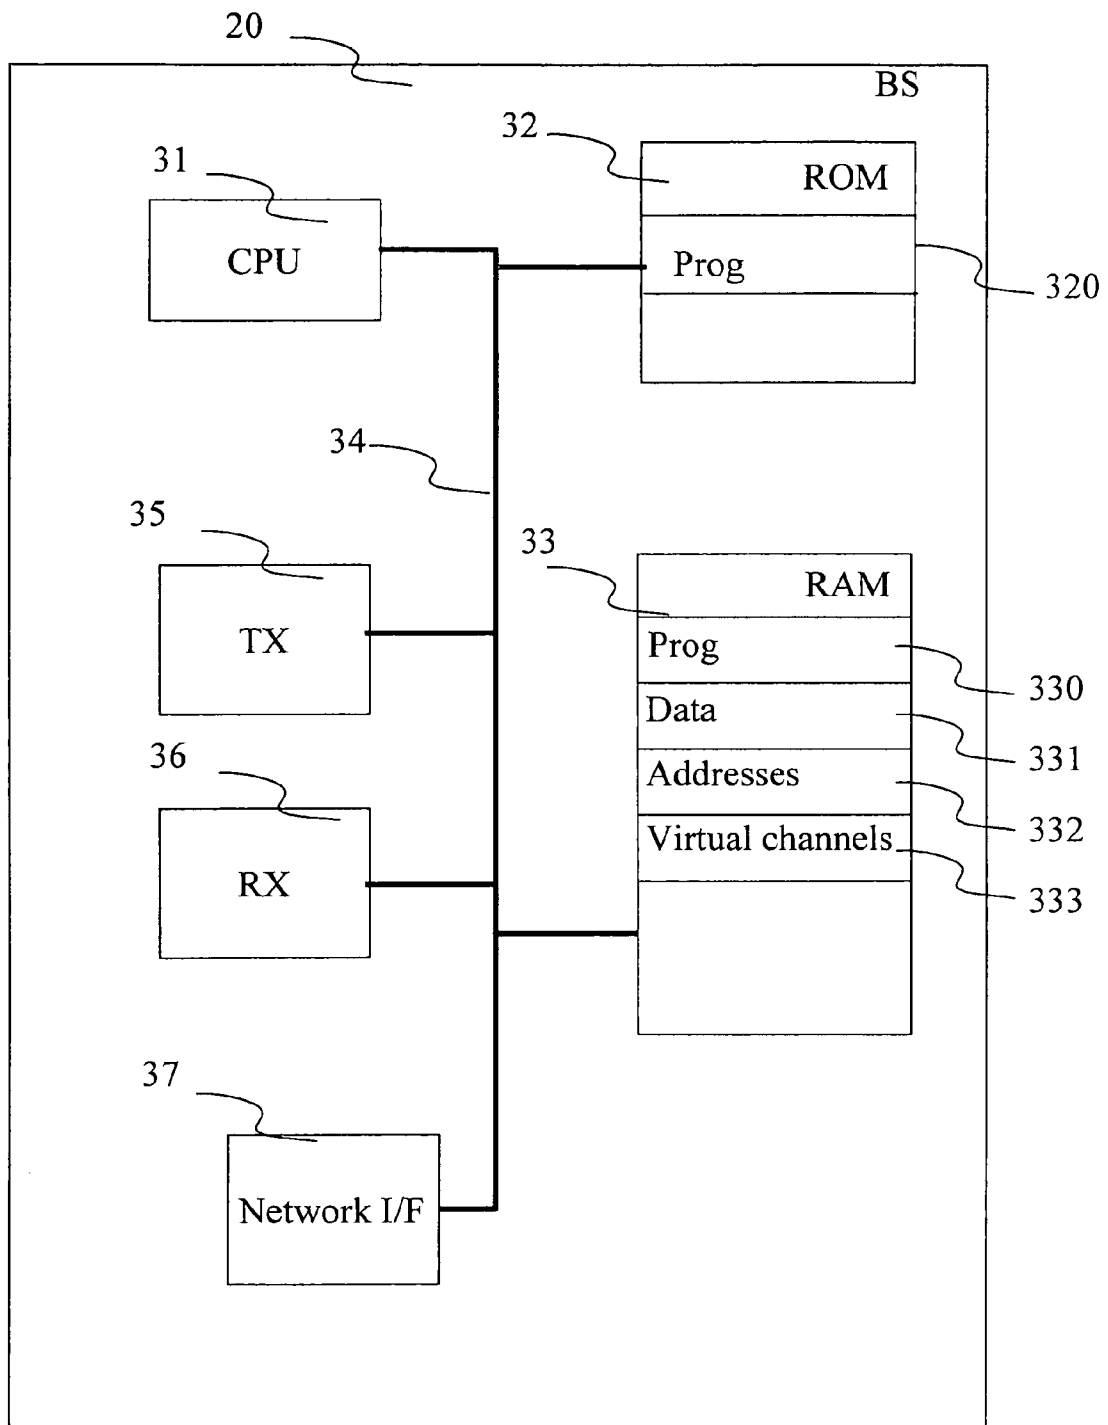 20
BS
32
31
ROM
CPU
Prog
320
34
35
33
RAM
TX
Prog
330
Data
331
36
Addresses
332
Virtual channels
RX
333
37
Network I/F